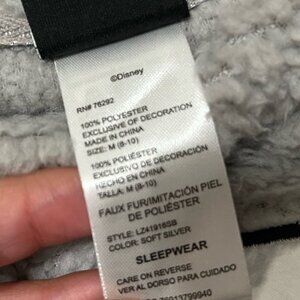 ©Disney
RN# 76292
100% POLYESTER
EXCLUSIVE OF DECORATION
MADE IN CHINA
SIZE: M (8-10)
100% POLIÉSTER
EXCLUSIVO DE DECORACIÓN
HECHO EN CHINA
TALLA: M (8-10)
FAUX FUR/IMITACIÓN PIEL
DE POLIÉSTER
STYLE: LZ41916SB
COLOR: SOFT SILVER
SLEEPWEAR
CARE ON REVERSE
VER AL DORSO PARA CUIDADO